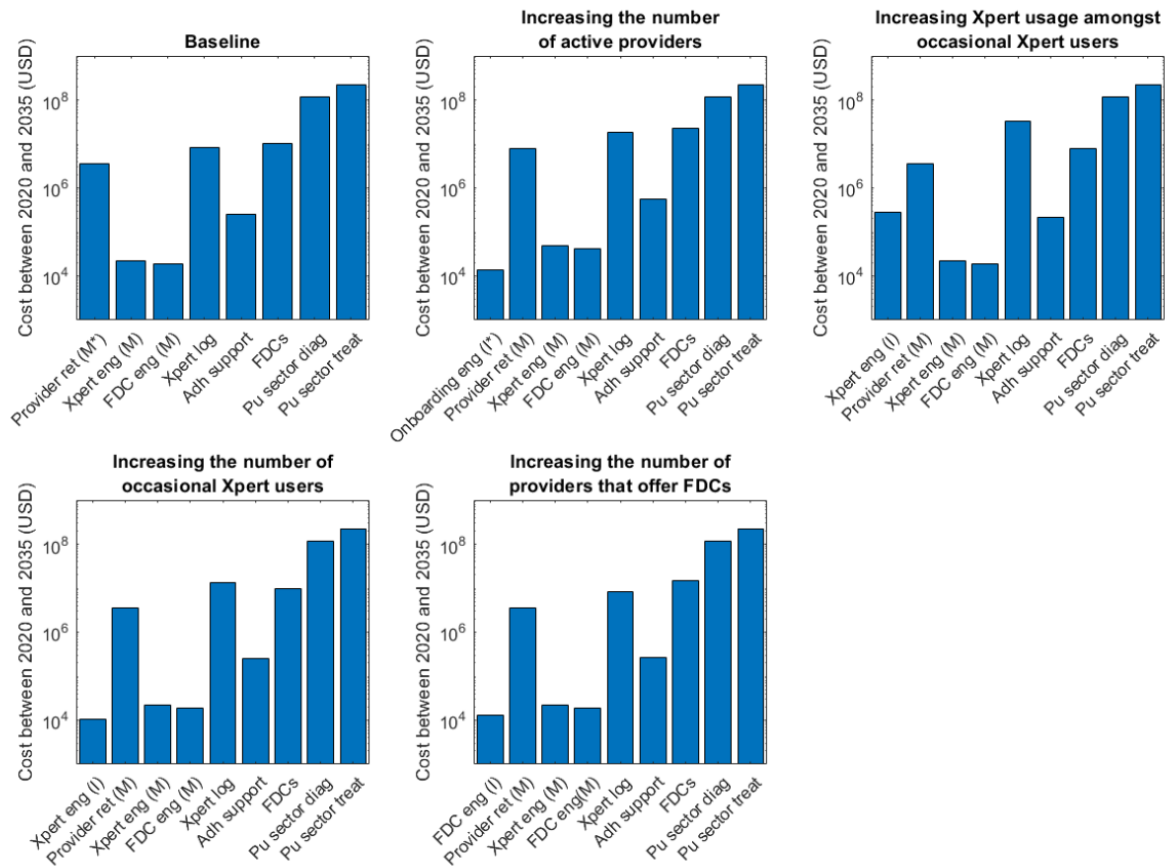 Baseline
Cost between 2020 and 2035 (USD)
10^8
10^6
10^4
Provider ret (M*)
Xpert eng (M)
FDC eng (M)
Xpert log
Adh support
FDCs
Pu sector diag
Pu sector treat
Increasing the number
of active providers
Cost between 2020 and 2035 (USD)
10^8
10^6
10^4
Onboarding eng (I*)
Provider ret (M)
Xpert eng (M)
FDC eng (M)
Xpert log
Adh support
FDCs
Pu sector diag
Pu sector treat
Increasing Xpert usage amongst
occasional Xpert users
Cost between 2020 and 2035 (USD)
10^8
10^6
10^4
Xpert eng (I)
Provider ret (M)
Xpert eng (M)
FDC eng (M)
Xpert log
Adh support
FDCs
Pu sector diag
Pu sector treat
Increasing the number of
occasional Xpert users
Cost between 2020 and 2035 (USD)
10^8
10^6
10^4
Xpert eng (I)
Provider ret (M)
Xpert eng (M)
FDC eng (M)
Xpert log
Adh support
FDCs
Pu sector diag
Pu sector treat
Increasing the number of
providers that offer FDCs
Cost between 2020 and 2035 (USD)
10^8
10^6
10^4
FDC eng (I)
Provider ret (M)
Xpert eng (M)
FDC eng(M)
Xpert log
Adh support
FDCs
Pu sector diag
Pu sector treat